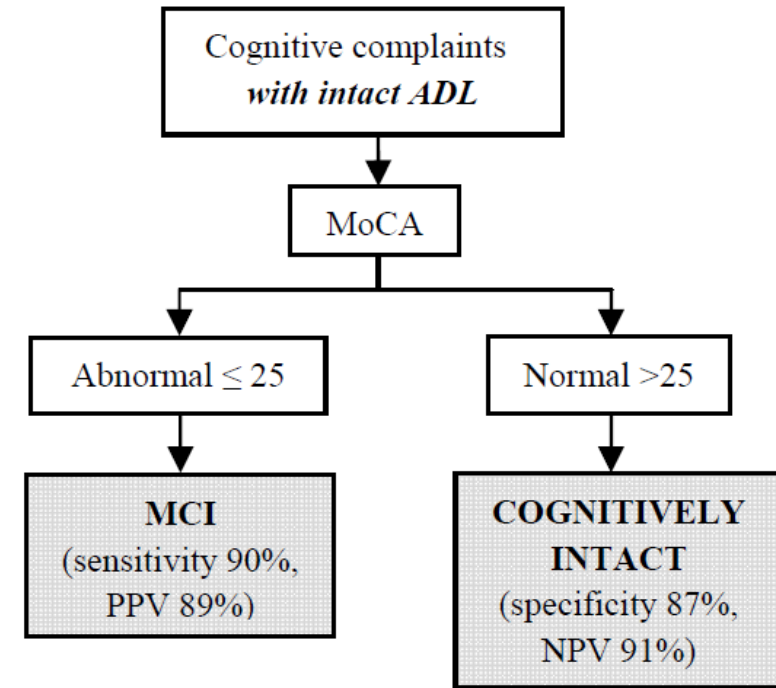 Cognitive complaints
with intact ADL
MoCA
Abnormal ≤ 25
Normal >25
MCI
(sensitivity 90%,
PPV 89%)
COGNITIVELY
INTACT
(specificity 87%,
NPV 91%)